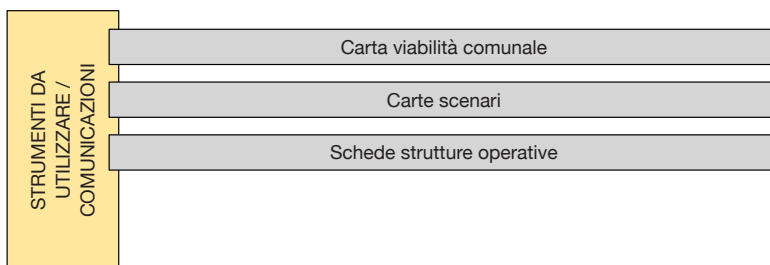 STRUMENTI DA
UTILIZZARE /
COMUNICAZIONI
Carta viabilità comunale
Carte scenari
Schede strutture operative